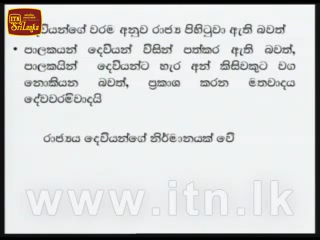 itn
Sri Lanka
දෙවියන්ගේ වරම අනුව රාජ්‍ය පිහිටුවා ඇති බවත්
• පාලකයන් දෙවියන් විසින් පත්කර ඇති බවත්,
පාලකයින් දෙවියන්ට හැර අන් කිසිවකුට වග
නොකියන බවත්, ප්‍රකාශ කරන මතවාදය
දේවවරම්වාදයි
රාජ්‍යය දෙවියන්ගේ නිර්මානයක් වේ
www.itn.lk